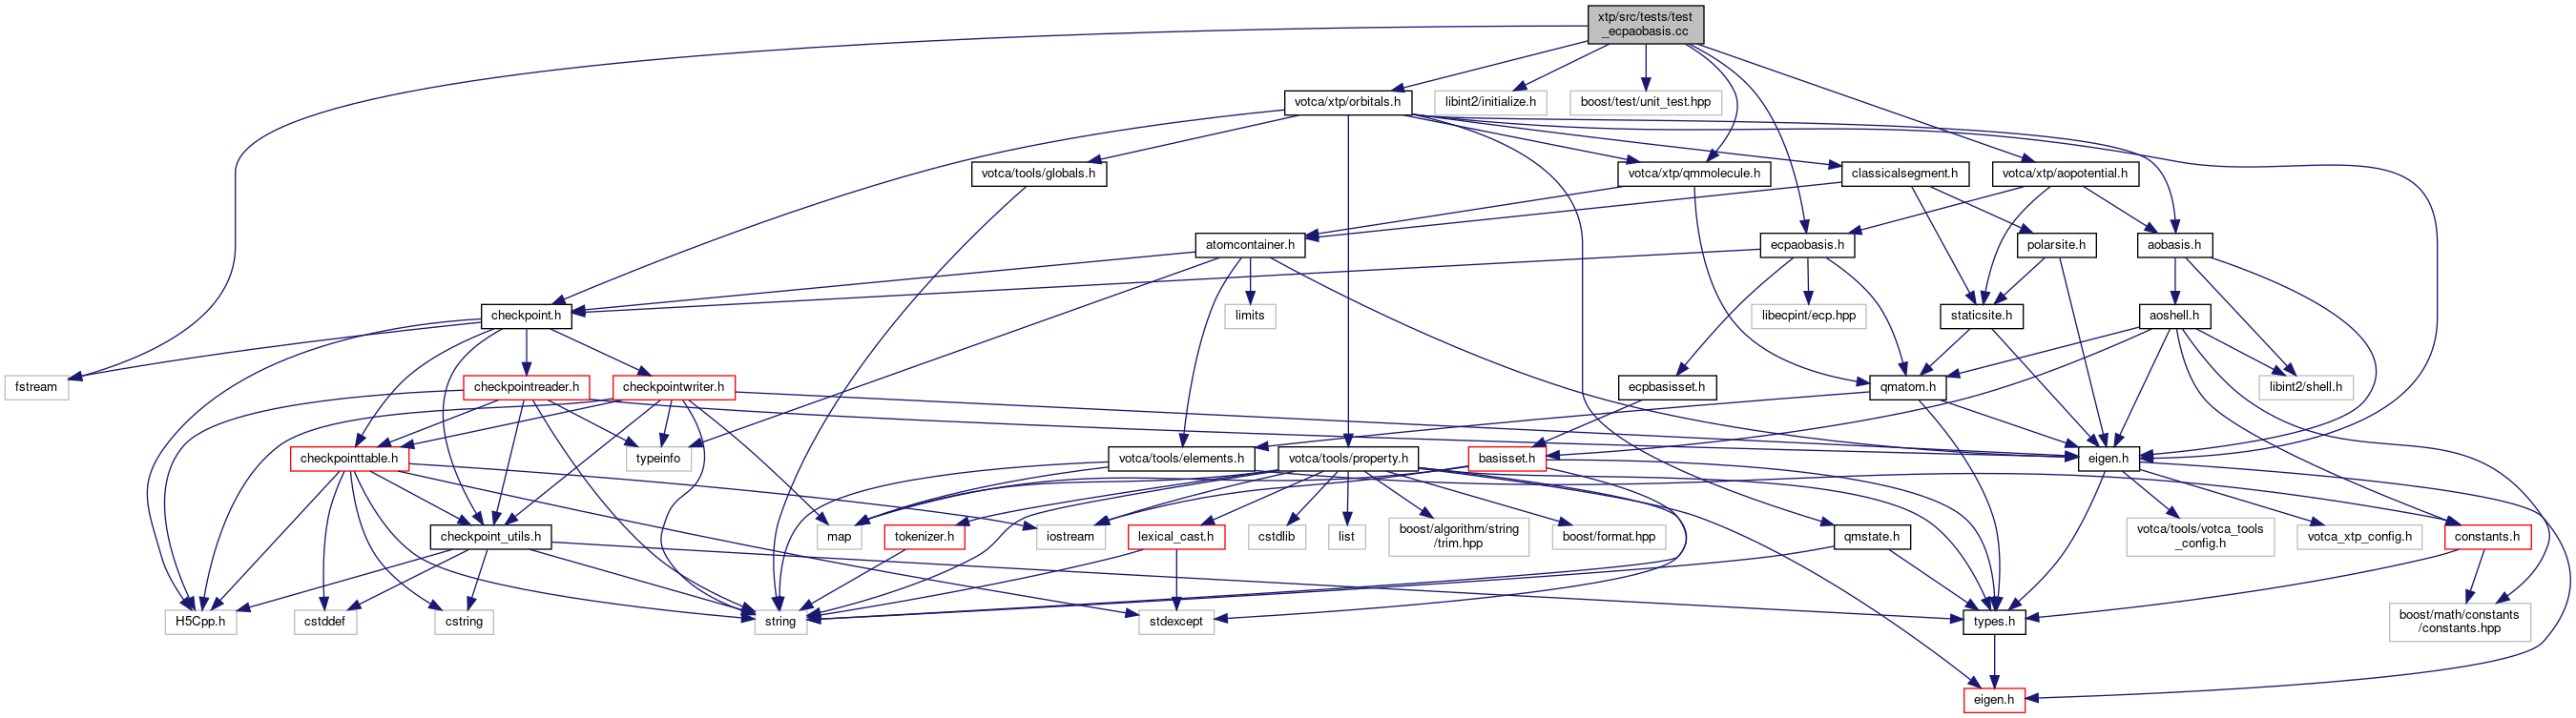 xtp/src/tests/test
_ecpaobasis.cc
votca/xtp/orbitals.h
libint2/initialize.h
boost/test/unit_test.hpp
votca/tools/globals.h
votca/xtp/qmmolecule.h
classicalsegment.h
votca/xtp/aopotential.h
atomcontainer.h
ecpaobasis.h
polarsite.h
aobasis.h
checkpoint.h
limits
libecpint/ecp.hpp
staticsite.h
aoshell.h
fstream
checkpointreader.h
checkpointwriter.h
ecpbasisset.h
qmatom.h
libint2/shell.h
checkpointtable.h
typeinfo
votca/tools/elements.h
votca/tools/property.h
basisset.h
eigen.h
checkpoint_utils.h
map
tokenizer.h
iostream
lexical_cast.h
cstdlib
list
boost/algorithm/string
/trim.hpp
boost/format.hpp
qmstate.h
votca/tools/votca_tools
_config.h
votca_xtp_config.h
constants.h
H5Cpp.h
cstddef
cstring
string
stdexcept
types.h
boost/math/constants
/constants.hpp
eigen.h